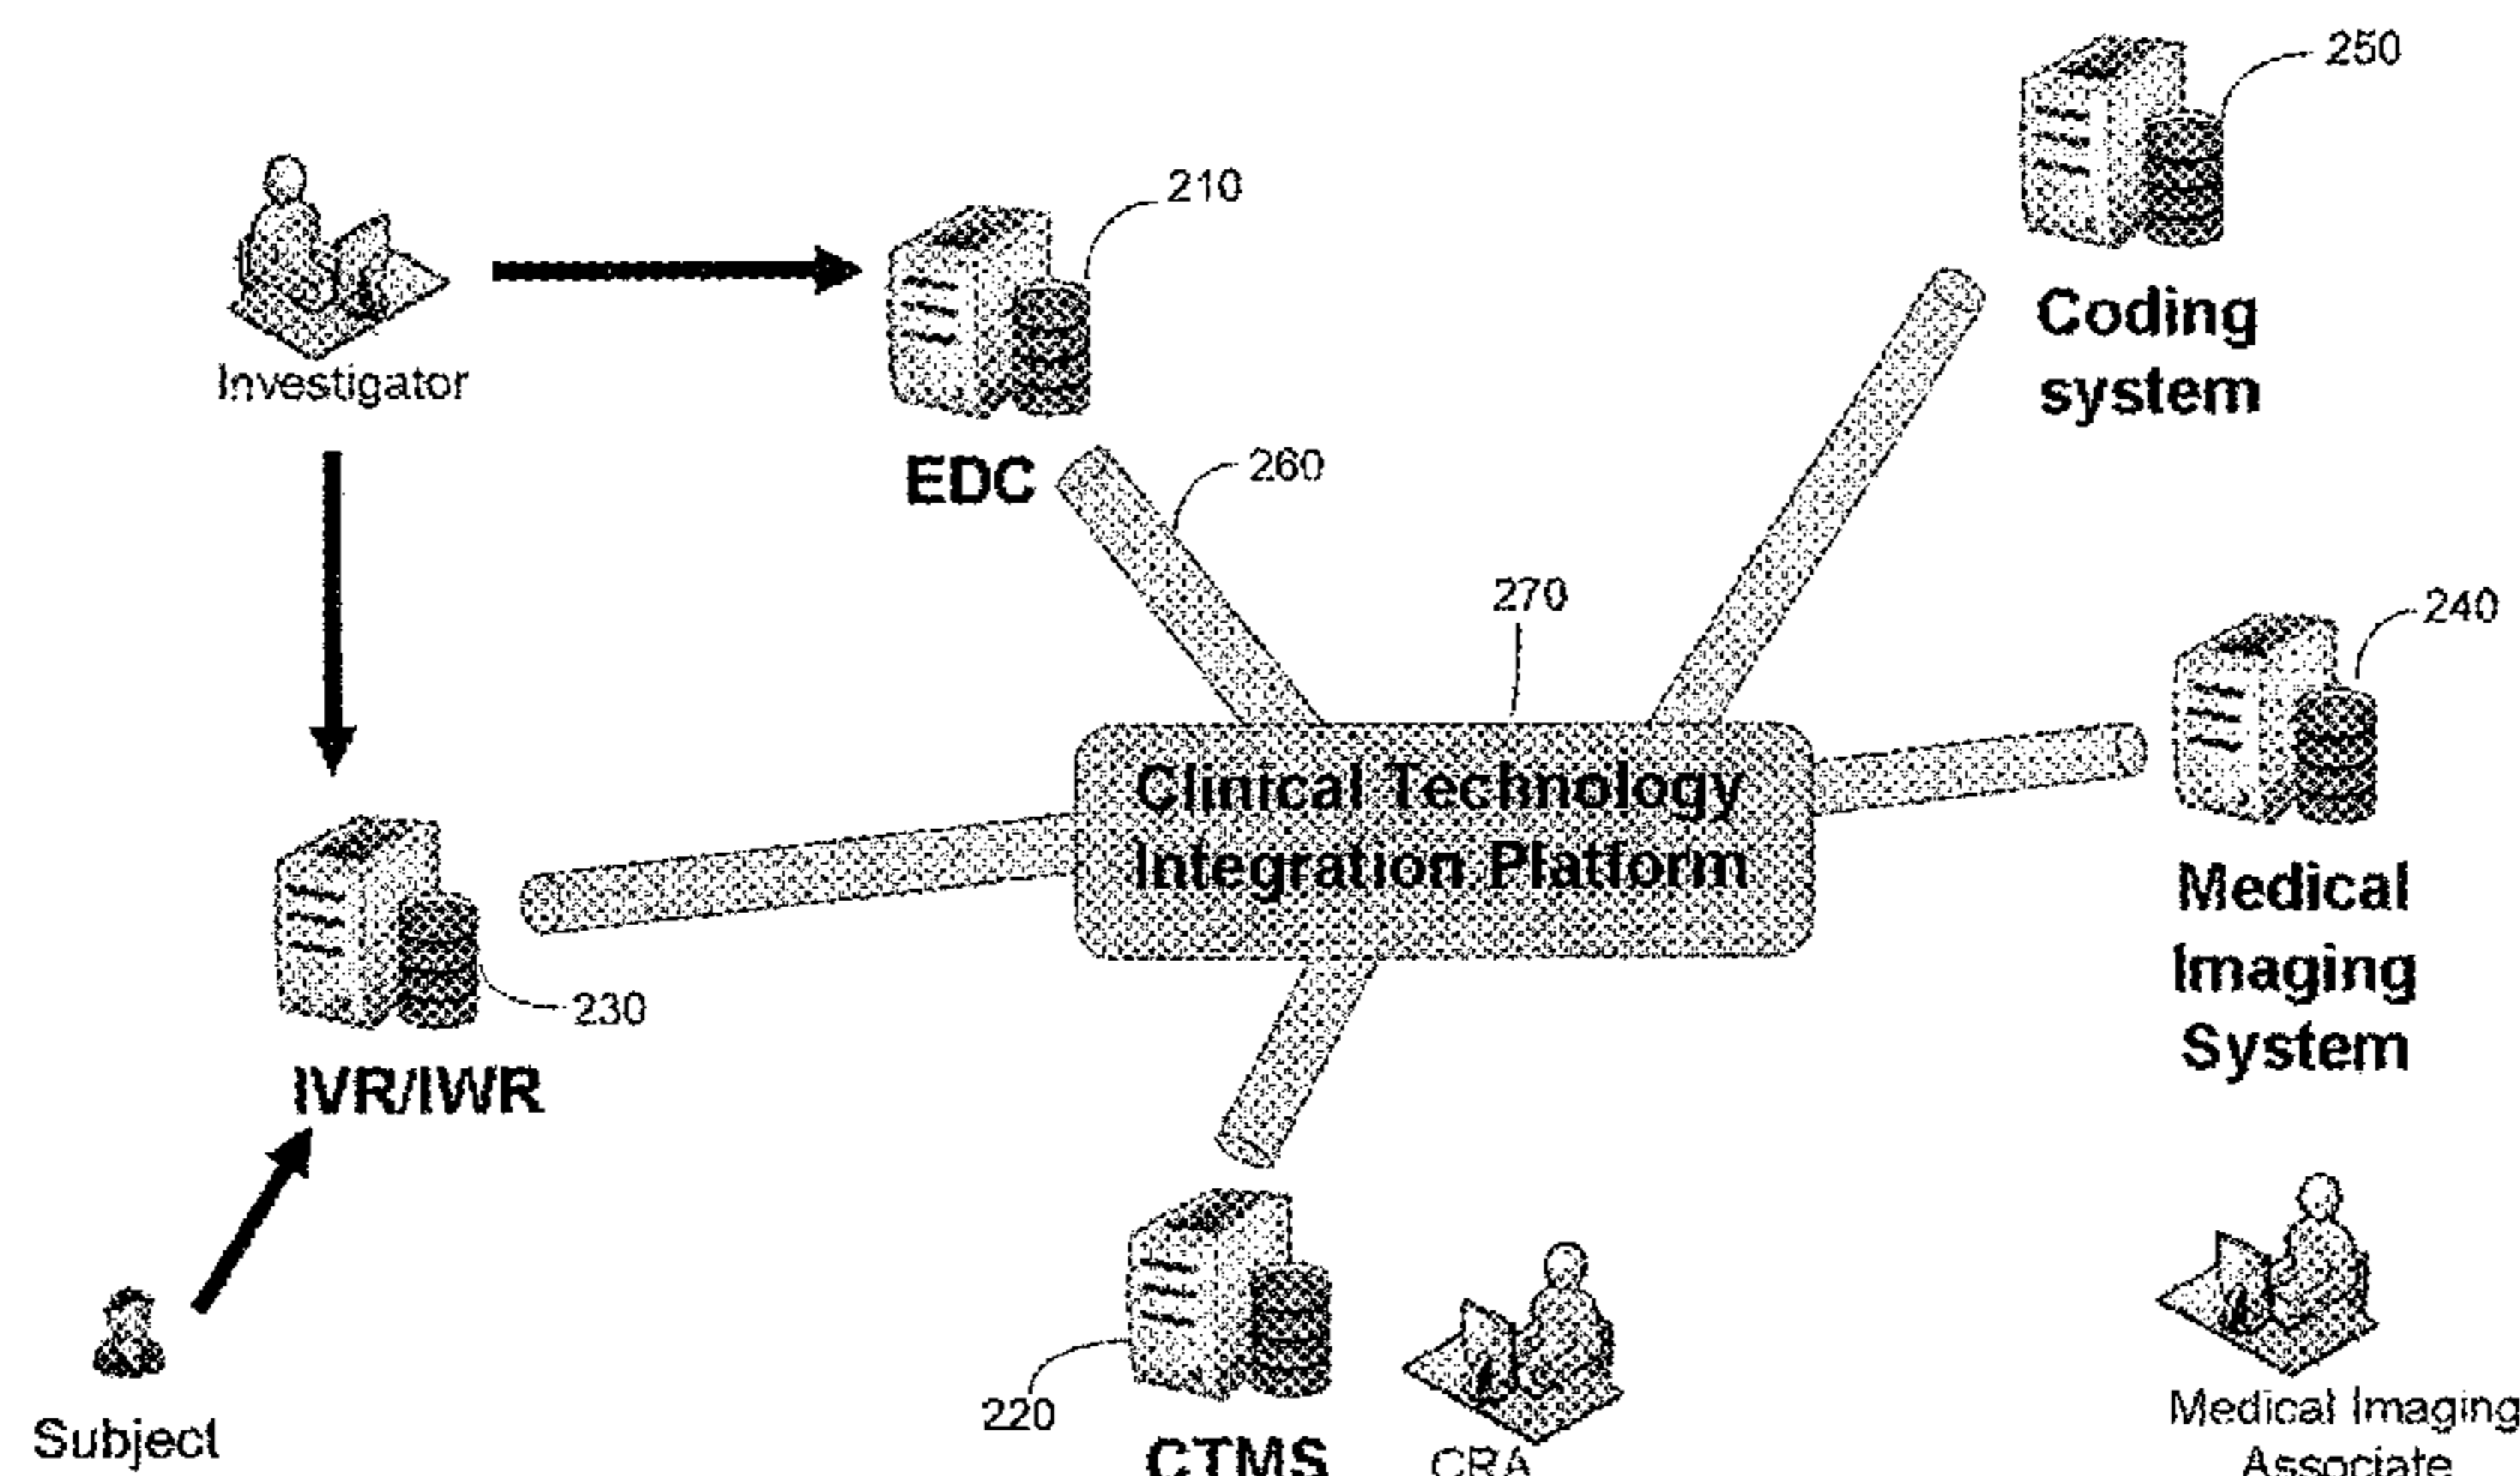 250
210
Investigator
Coding
system
EDC
260
270
240
Clinical Technology
Integration Platform
Medical
Imaging
System
230
IVR/IWR
220
Subject
CTMS
CRA
Medical Imaging
Associate